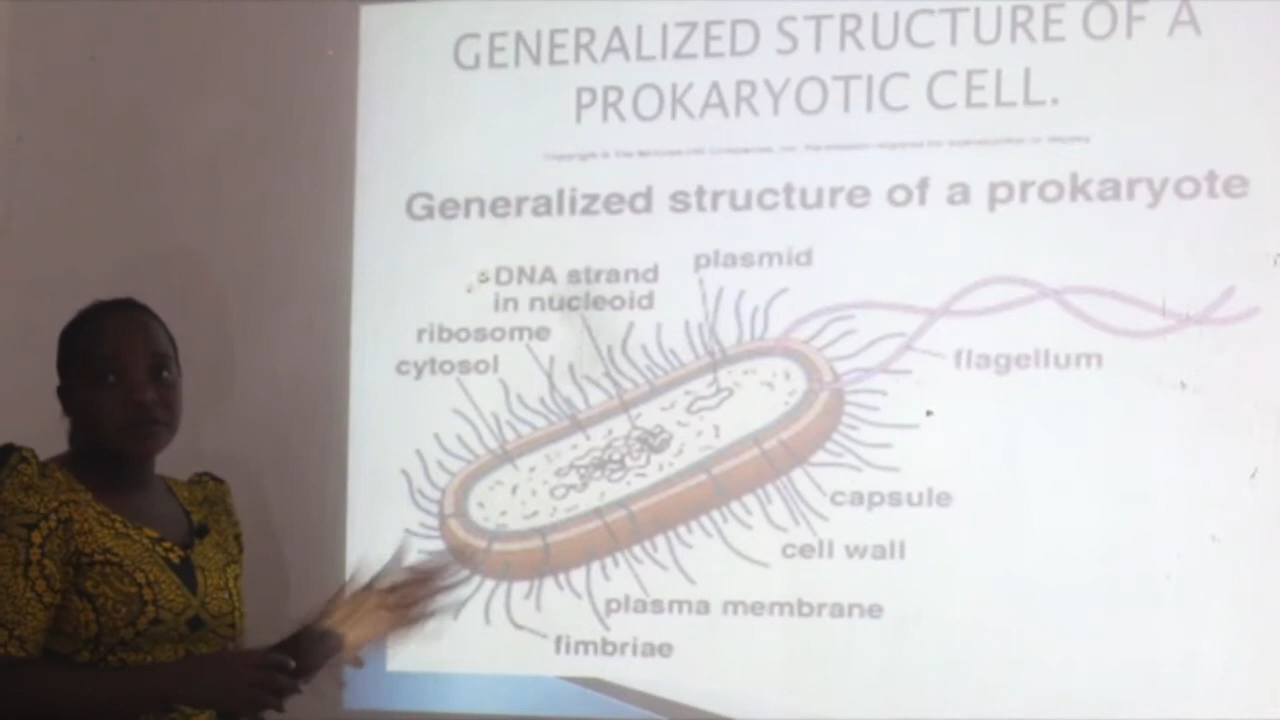 GENERALIZED STRUCTURE OF A
PROKARYOTIC CELL.
Generalized structure of a prokaryote
plasmid
DNA strand
in nucleoid
ribosome
cytosol
flagellum
capsule
cell wall
plasma membrane
fimbriae